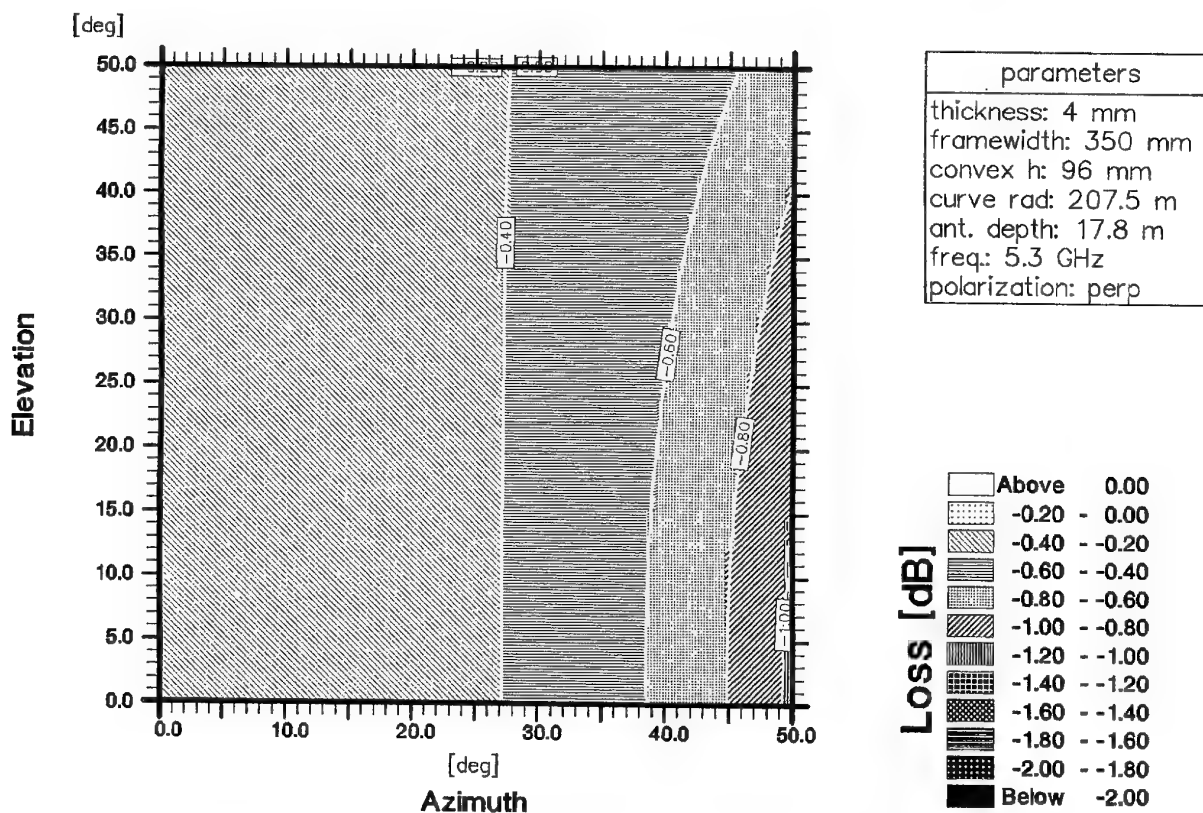 [deg]
50.0
45.0
40.0
35.0
30.0
25.0
20.0
15.0
10.0
5.0
0.0
Elevation
-0.40
-0.60
-0.80
-1.00
0.0
10.0
20.0
30.0
40.0
50.0
[deg]
Azimuth
parameters
thickness: 4 mm
framewidth: 350 mm
convex h: 96 mm
curve rad: 207.5 m
ant. depth: 17.8 m
freq.: 5.3 GHz
polarization: perp
Loss [dB]
Above 0.00
-0.20 - 0.00
-0.40 - -0.20
-0.60 - -0.40
-0.80 - -0.60
-1.00 - -0.80
-1.20 - -1.00
-1.40 - -1.20
-1.60 - -1.40
-1.80 - -1.60
-2.00 - -1.80
Below -2.00